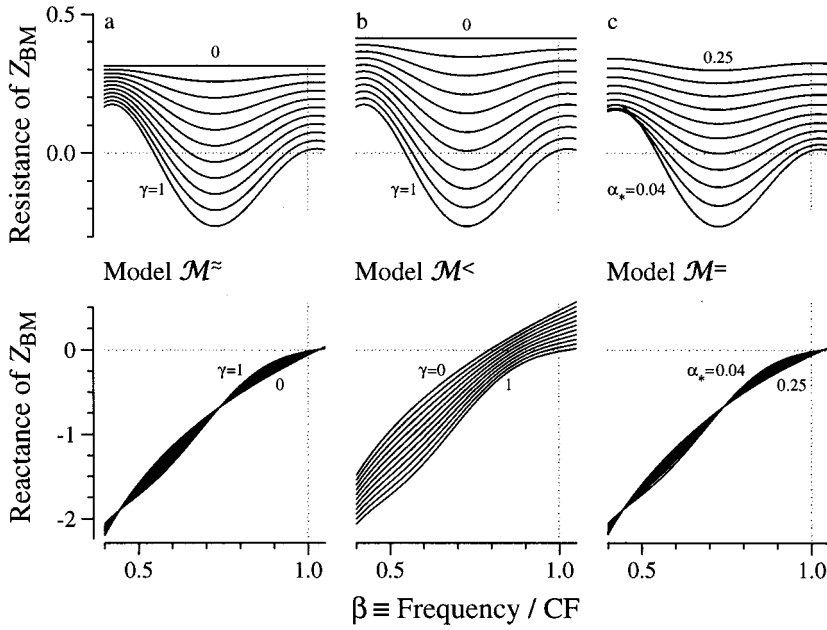 a
b
c
0.5
0.0
Resistance of Z_BM
0
γ=1
0
γ=1
0.25
α_*=0.04
Model ℳ^≈
Model ℳ^<
Model ℳ^=
0
-1
-2
Reactance of Z_BM
γ=1
0
γ=0
1
α_*=0.04
0.25
0.5
1.0
0.5
1.0
0.5
1.0
β ≡ Frequency / CF